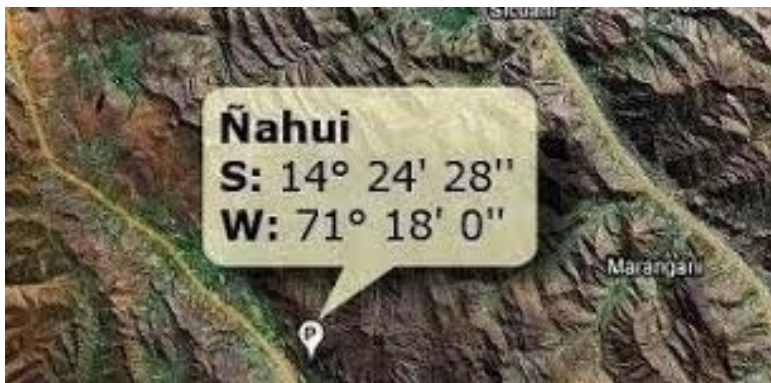 Sicuani
Ñahui
S: 14° 24' 28''
W: 71° 18' 0''
Marangani
P